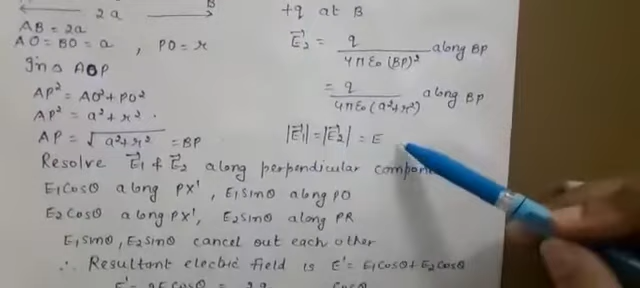 2a B
AB = 2a
AO = BO = a , PO = r
In Δ AOP
AP² = AO² + PO²
AP² = a² + r² .
AP = √a² + r² = BP
+q at B
E₂⃗ = q / 4πε₀ (BP)² along BP
= q / 4πε₀ (a² + r²) along BP
|E₁⃗| = |E₂⃗| = E
Resolve E₁⃗ & E₂⃗ along perpendicular
E₁cosθ along PX', E₁sinθ along PO
E₂cosθ along PX', E₂sinθ along PR
E₁sinθ, E₂sinθ cancel out each other
∴ Resultant electric field is E' = E₁cosθ + E₂cosθ